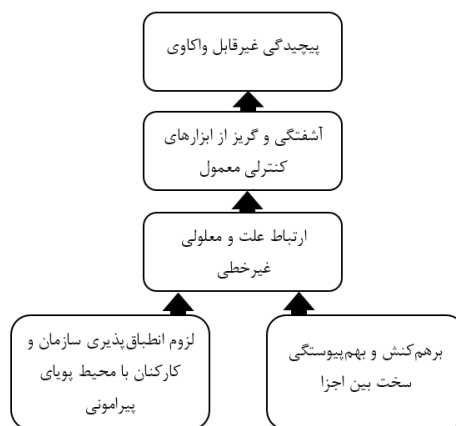 پیچیدگی غیرقابل واکاوی
آشفتگی و گریز از ابزارهای
کنترلی معمول
ارتباط علت و معلولی
غیرخطی
برهم‌کنش و بهم‌پیوستگی
سخت بین اجزا
لزوم انطباق‌پذیری سازمان و
کارکنان با محیط پویای
پیرامونی